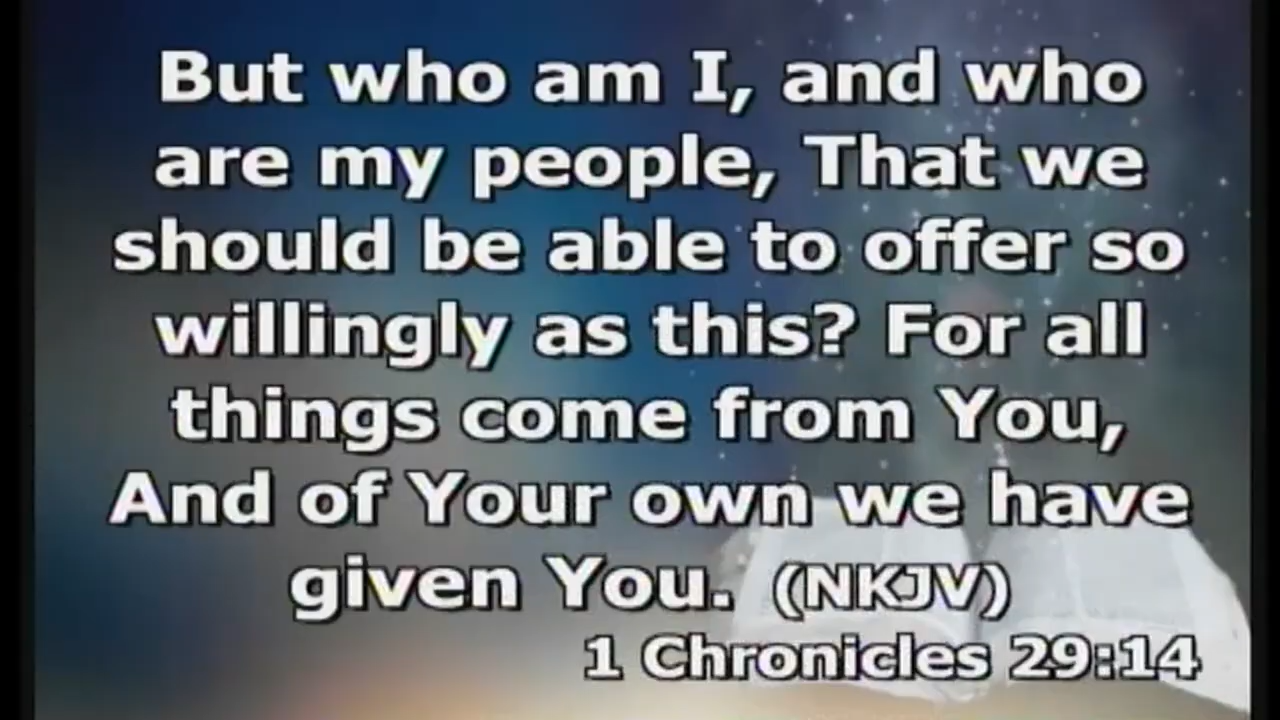 But who am I, and who
are my people, That we
should be able to offer so
willingly as this? For all
things come from You,
And of Your own we have
given You. (NKJV)
1 Chronicles 29:14